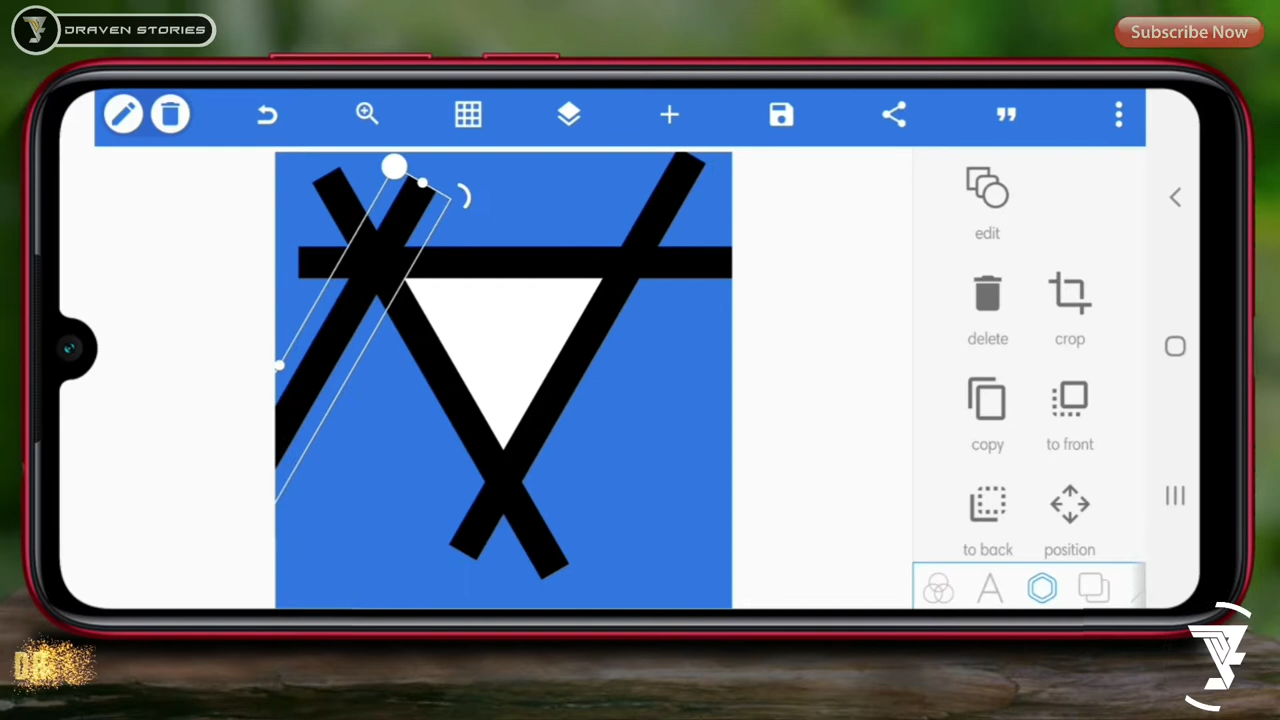 DRAVEN STORIES
Subscribe Now
edit
delete
crop
copy
to front
to back
position